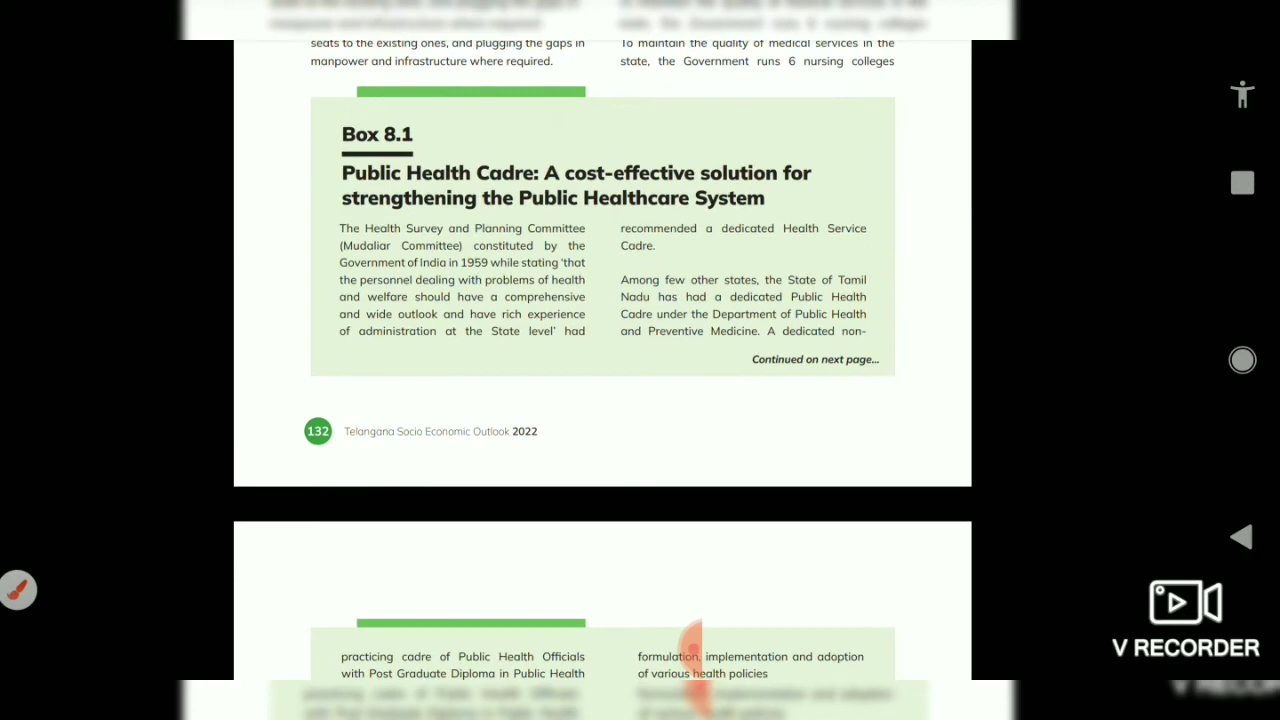 seats to the existing ones, and plugging the gaps in
manpower and infrastructure where required.
To maintain the quality of medical services in the
state, the Government runs 6 nursing colleges
Box 8.1
Public Health Cadre: A cost-effective solution for
strengthening the Public Healthcare System
The Health Survey and Planning Committee
(Mudaliar Committee) constituted by the
Government of India in 1959 while stating ‘that
the personnel dealing with problems of health
and welfare should have a comprehensive
and wide outlook and have rich experience
of administration at the State level’ had
recommended a dedicated Health Service
Cadre.
Among few other states, the State of Tamil
Nadu has had a dedicated Public Health
Cadre under the Department of Public Health
and Preventive Medicine. A dedicated non-
Continued on next page...
132 Telangana Socio Economic Outlook 2022
practicing cadre of Public Health Officials
with Post Graduate Diploma in Public Health
formulation, implementation and adoption
of various health policies
V RECORDER